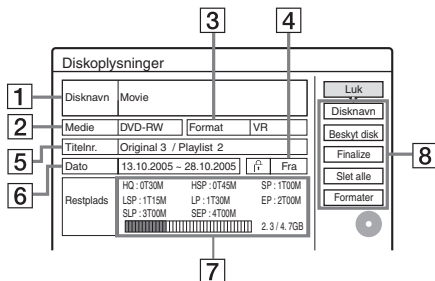 3
4
Diskoplysninger
1
Disknavn
Movie
Luk
Disknavn
2
Medie
DVD-RW
Format
VR
Beskyt disk
5
Titelnr.
Original 3 / Playlist 2
Finalize
8
6
Dato
13.10.2005 ~ 28.10.2005
Fra
Slet alle
Restplads
HQ : 0T30M HSP : 0T45M SP : 1T00M
LSP : 1T15M LP : 1T30M EP : 2T00M
SLP : 3T00M SEP : 4T00M
Formater
2. 3 / 4. 7GB
7